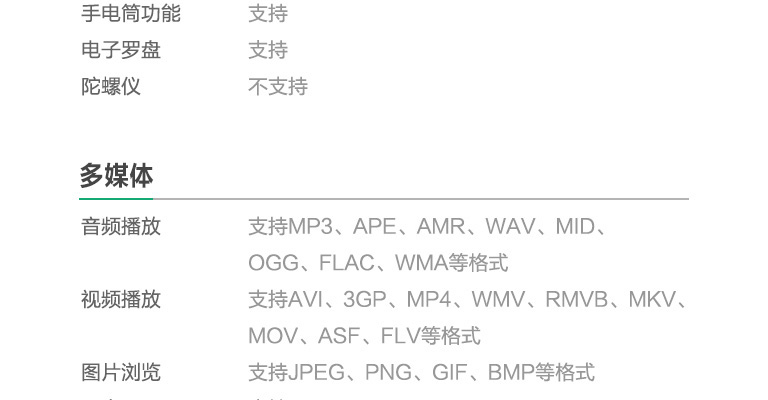 手电筒功能 支持
电子罗盘 支持
陀螺仪 不支持
多媒体
音频播放 支持MP3、APE、AMR、WAV、MID、
OGG、FLAC、WMA等格式
视频播放 支持AVI、3GP、MP4、WMV、RMVB、MKV、
MOV、ASF、FLV等格式
图片浏览 支持JPEG、PNG、GIF、BMP等格式